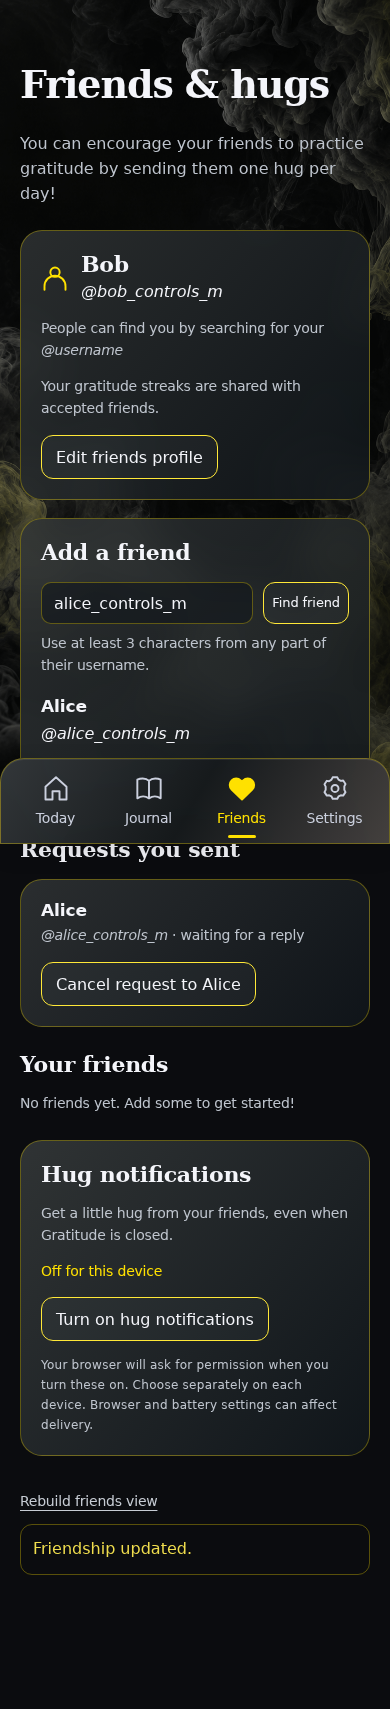 Friends & hugs
You can encourage your friends to practice
gratitude by sending them one hug per
day!
Bob
@bob_controls_m
People can find you by searching for your
@username
Your gratitude streaks are shared with
accepted friends.
Edit friends profile
Add a friend
alice_controls_m
Find friend
Use at least 3 characters from any part of
their username.
Alice
@alice_controls_m
Today
Journal
Friends
Settings
Requests you sent
Alice
@alice_controls_m · waiting for a reply
Cancel request to Alice
Your friends
No friends yet. Add some to get started!
Hug notifications
Get a little hug from your friends, even when
Gratitude is closed.
Off for this device
Turn on hug notifications
Your browser will ask for permission when you
turn these on. Choose separately on each
device. Browser and battery settings can affect
delivery.
Rebuild friends view
Friendship updated.